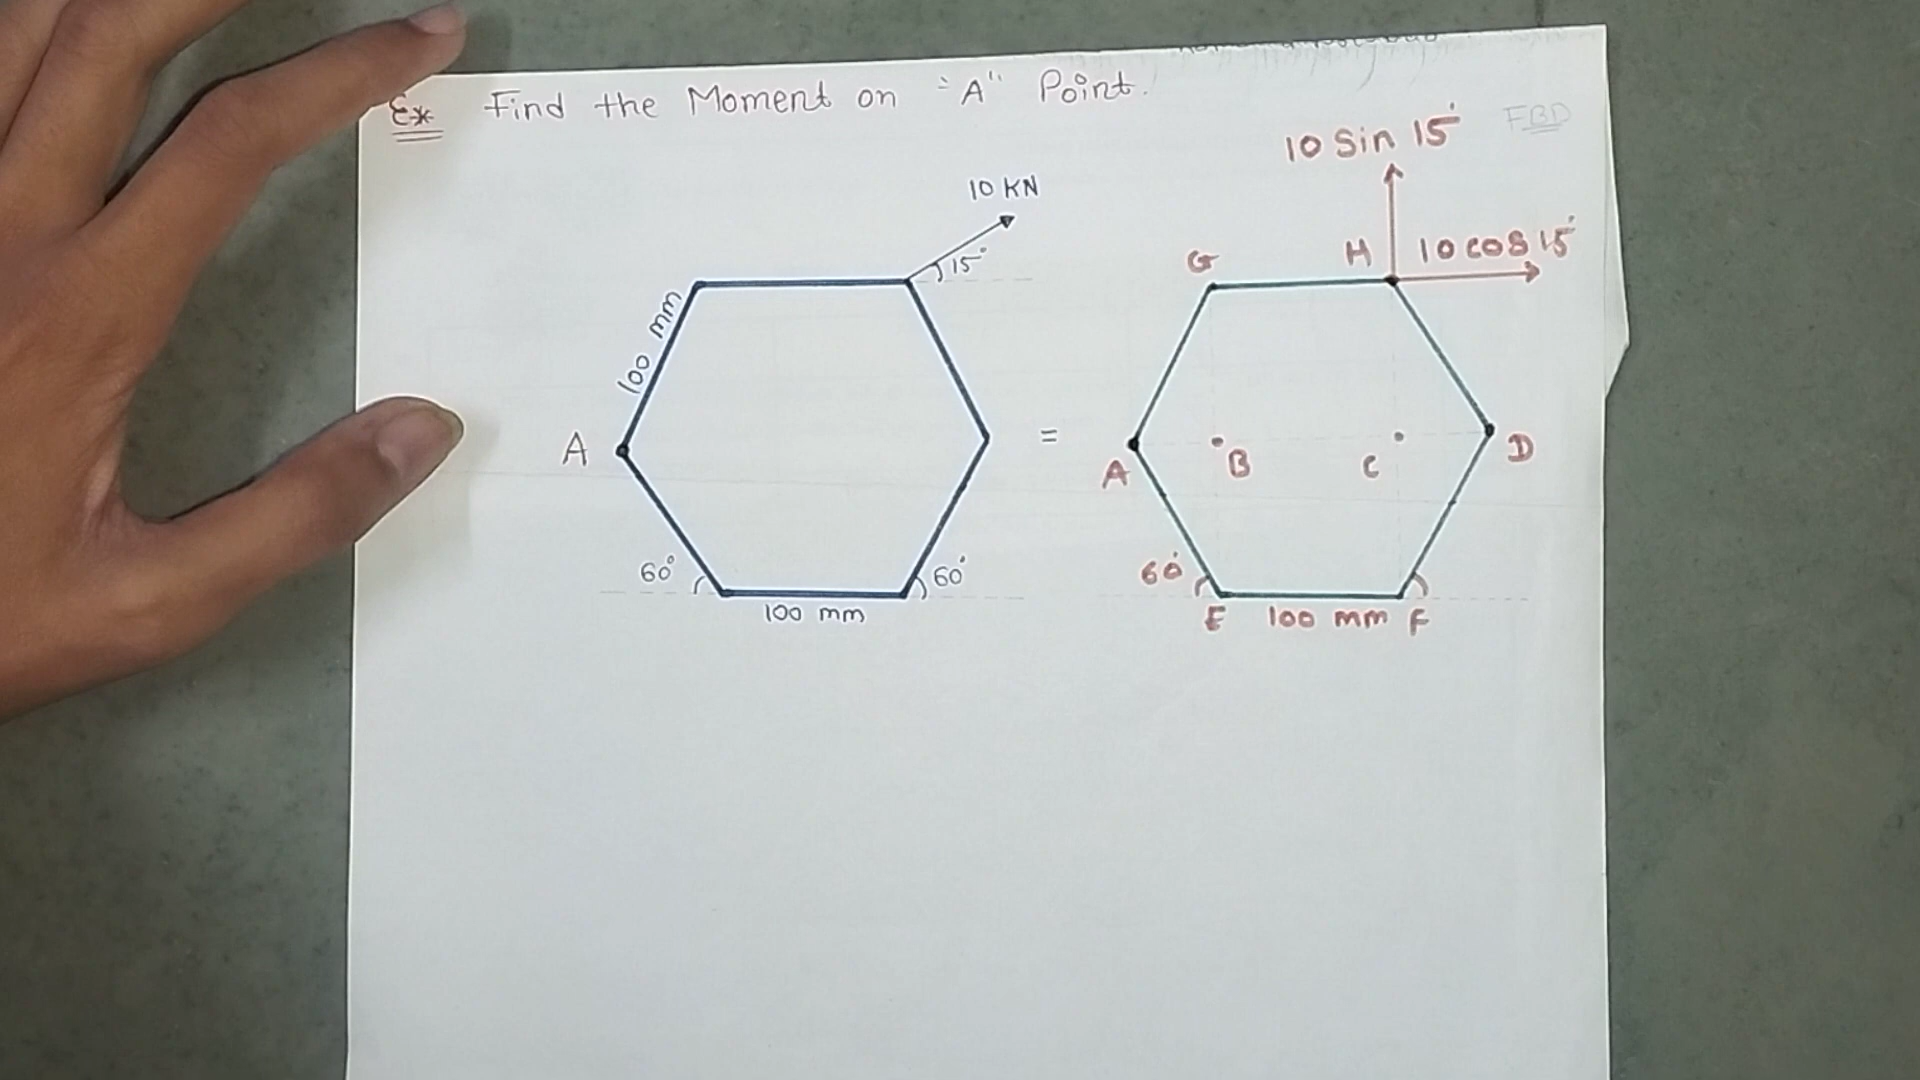 Ex Find the Moment on "A" Point.
FBD
10 Sin 15°
10 KN
15°
100 mm
A
60°
60°
100 mm
=
G
H
10 cos 15°
A
B
C
D
60°
E
100 mm
F